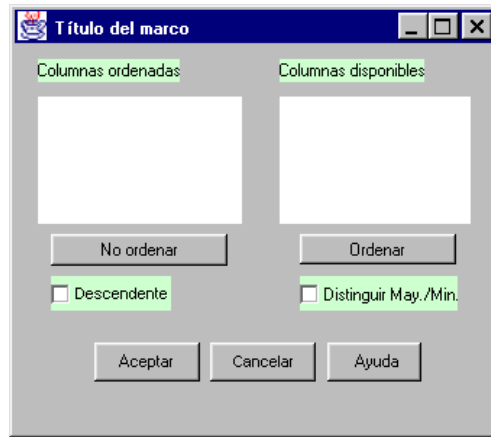 Título del marco
Columnas ordenadas
Columnas disponibles
No ordenar
Ordenar
Descendente
Distinguir May./Min.
Aceptar
Cancelar
Ayuda